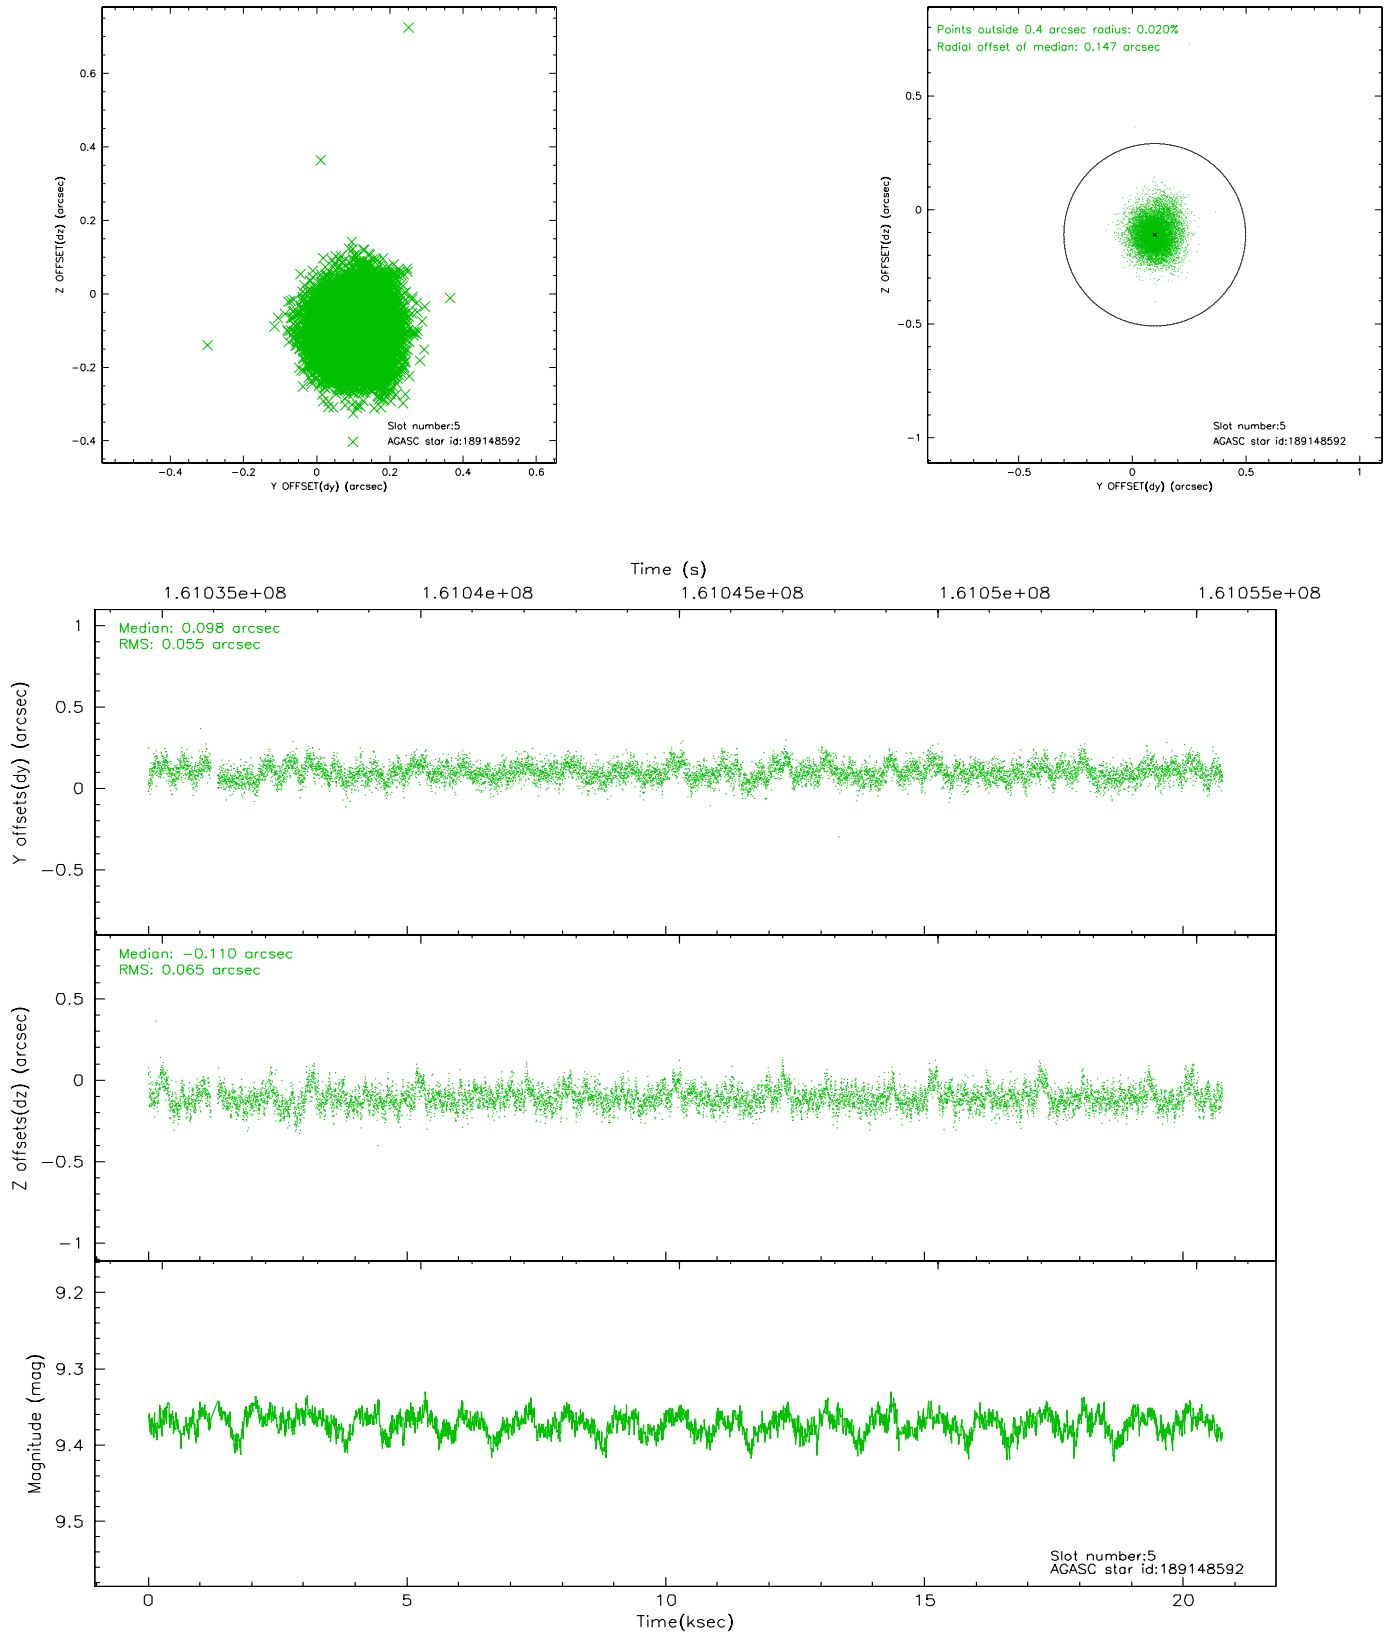 0.6
0.4
0.2
0
−0.2
−0.4
Z OFFSET(dz) (arcsec)
Slot number:5
AGASC star id:189148592
−0.4 −0.2 0 0.2 0.4 0.6
Y OFFSET(dy) (arcsec)
Points outside 0.4 arcsec radius: 0.020%
Radial offset of median: 0.147 arcsec
0.5
0
−0.5
−1
Z OFFSET(dz) (arcsec)
Slot number:5
AGASC star id:189148592
−0.5 0 0.5 1
Y OFFSET(dy) (arcsec)
Time (s)
1.61035e+08 1.6104e+08 1.61045e+08 1.6105e+08 1.61055e+08
Median: 0.098 arcsec
RMS: 0.055 arcsec
1
0.5
0
−0.5
Y offsets(dy) (arcsec)
Median: −0.110 arcsec
RMS: 0.065 arcsec
0.5
0
−0.5
−1
Z offsets(dz) (arcsec)
9.2
9.3
9.4
9.5
Magnitude (mag)
Slot number:5
AGASC star id:189148592
0 5 10 15 20
Time(ksec)